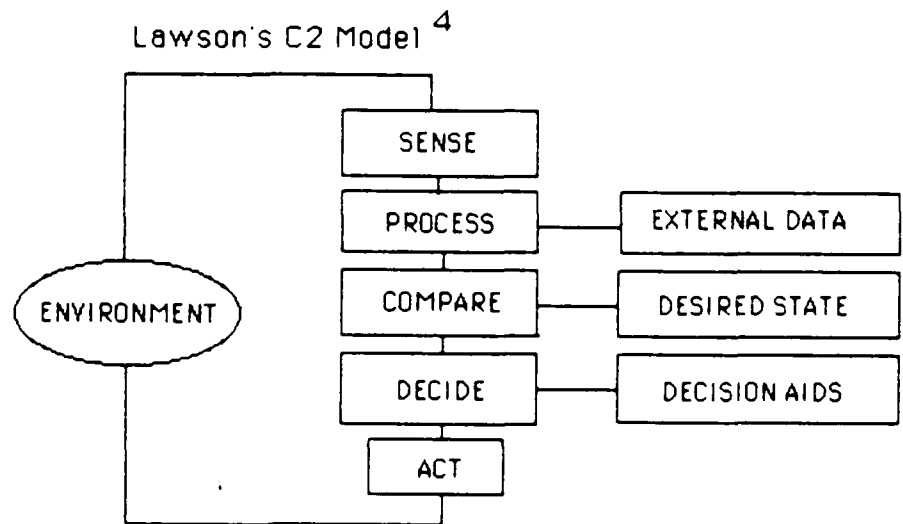 Lawson's C2 Model 4
SENSE
PROCESS
EXTERNAL DATA
ENVIRONMENT
COMPARE
DESIRED STATE
DECIDE
DECISION AIDS
ACT